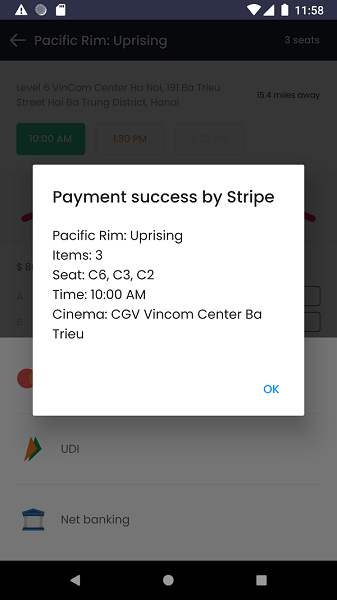 11:58
Pacific Rim: Uprising
3 seats
Level 6 VinCom Center Ha Noi, 191 Ba Trieu
Street Hai Ba Trung District, Hanoi
15.4 miles away
10:00 AM
1:30 PM
Payment success by Stripe
Pacific Rim: Uprising
Items: 3
Seat: C6, C3, C2
Time: 10:00 AM
Cinema: CGV Vincom Center Ba
Trieu
OK
$ 8
A
B
UDI
Net banking